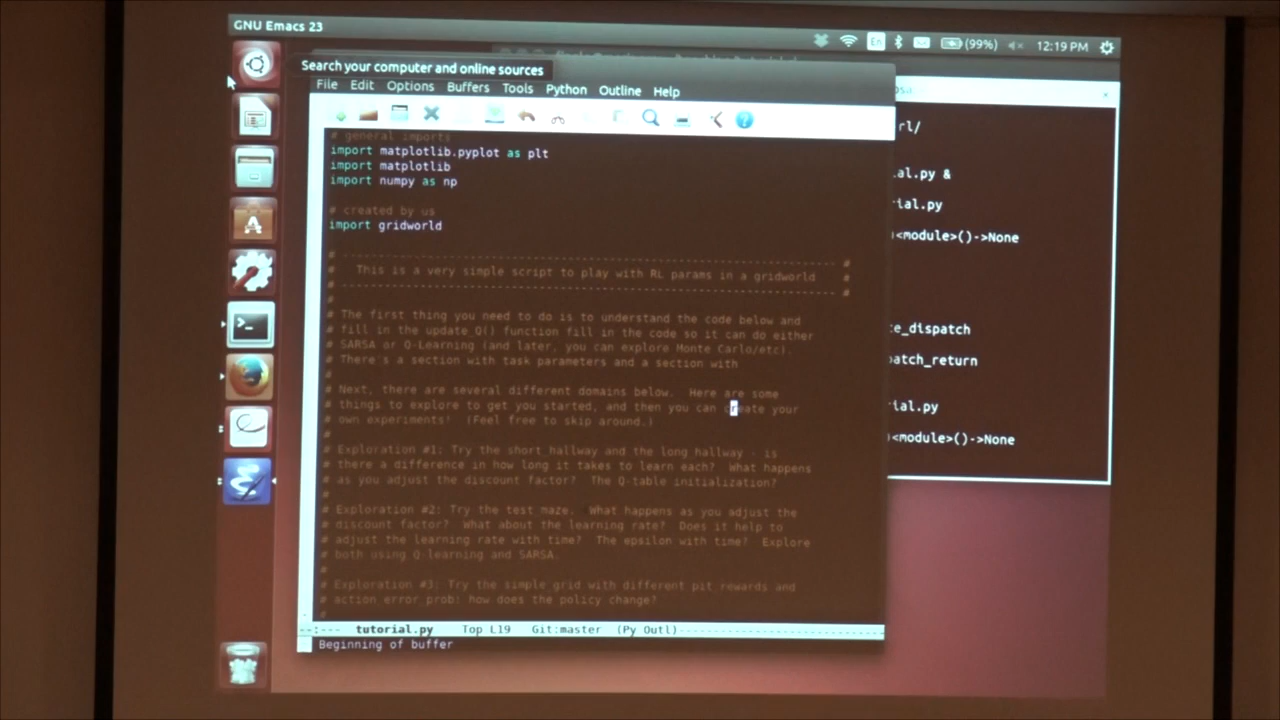 GNU Emacs 23
En
(99%)
12:19 PM
Search your computer and online sources
File Edit Options Buffers Tools Python Outline Help
# general imports
import matplotlib.pyplot as plt
import matplotlib
import numpy as np
# created by us
import gridworld
# ---------------------------------------------------------------------- #
# This is a very simple script to play with RL params in a gridworld #
# ---------------------------------------------------------------------- #
#
# The first thing you need to do is to understand the code below and
# fill in the update_Q() function fill in the code so it can do either
# SARSA or Q-Learning (and later, you can explore Monte Carlo/etc).
# There's a section with task parameters and a section with
#
# Next, there are several different domains below.  Here are some
# things to explore to get you started, and then you can create your
# own experiments!  (Feel free to skip around.)
#
# Exploration #1: Try the short hallway and the long hallway - is
# there a difference in how long it takes to learn each?  What happens
# as you adjust the discount factor?  The Q-table initialization?
#
# Exploration #2: Try the test maze.  What happens as you adjust the
# discount factor?  What about the learning rate?  Does it help to
# adjust the learning rate with time?  The epsilon with time?  Explore
# both using Q-learning and SARSA.
#
# Exploration #3: Try the simple grid with different pit rewards and
# action error prob: how does the policy change?
#
--:--- tutorial.py Top L19 Git:master (Py Outl)
Beginning of buffer
rl/
al.py &
ial.py
)<module>()->None
e_dispatch
atch_return
ial.py
)<module>()->None